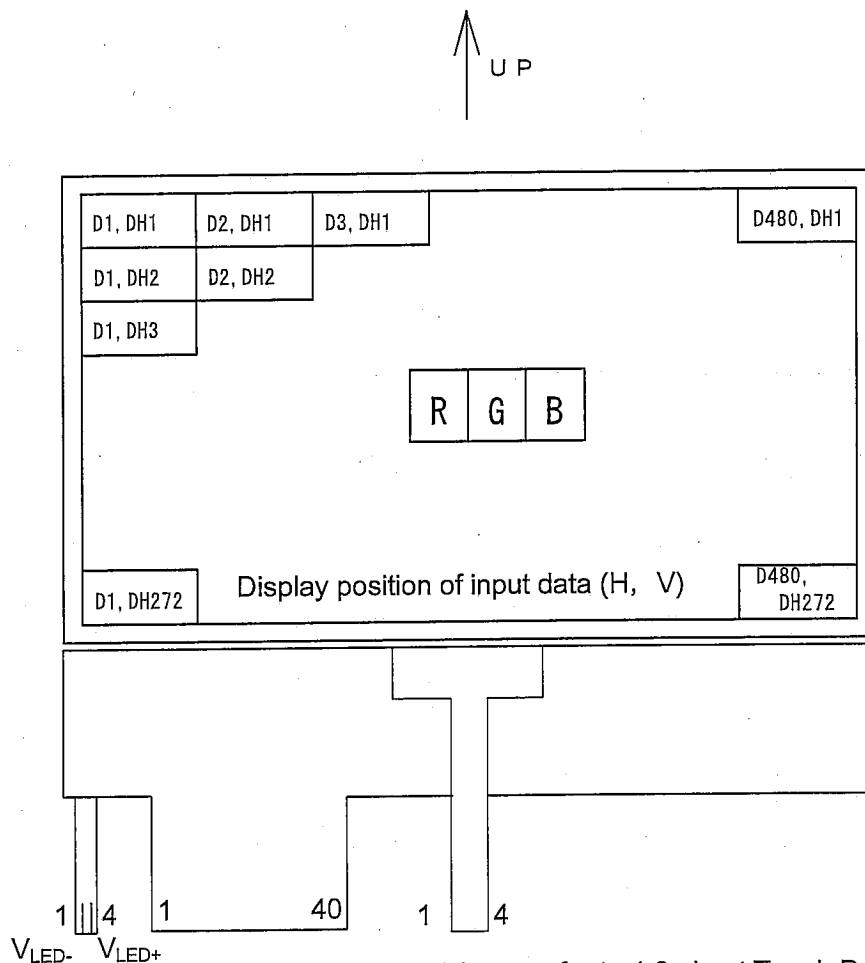 U P
D1, DH1 D2, DH1 D3, DH1 D480, DH1
D1, DH2 D2, DH2
D1, DH3
R G B
D1, DH272 Display position of input data (H, V) D480, DH272
1 4 1 40 1 4
VLED- VLED+